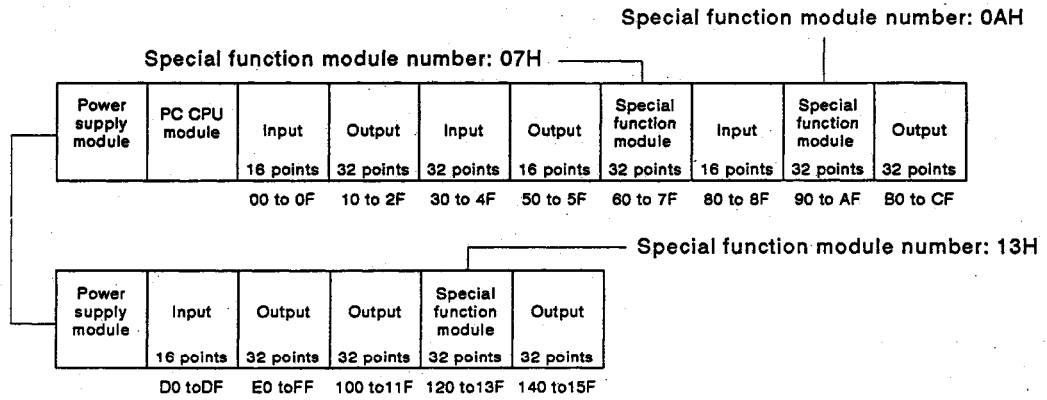 Special function module number: 0AH
Special function module number: 07H
Power supply module
PC CPU module
Input
16 points
Output
32 points
Input
32 points
Output
16 points
Special function module
32 points
Input
16 points
Special function module
32 points
Output
32 points
00 to 0F
10 to 2F
30 to 4F
50 to 5F
60 to 7F
80 to 8F
90 to AF
B0 to CF
Special function module number: 13H
Power supply module
Input
16 points
Output
32 points
Output
32 points
Special function module
32 points
Output
32 points
D0 toDF
E0 toFF
100 to11F
120 to13F
140 to15F